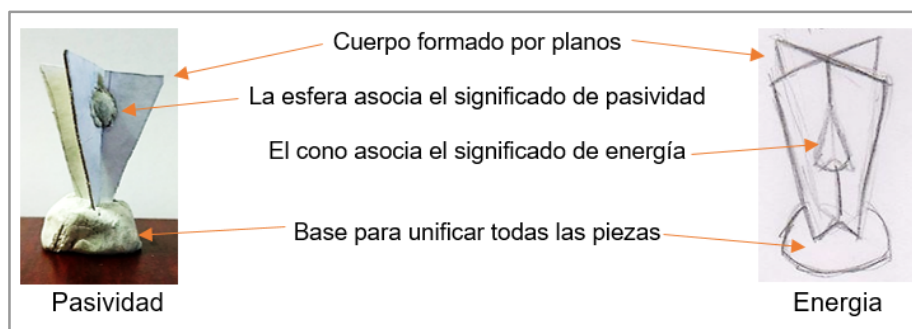 Cuerpo formado por planos
La esfera asocia el significado de pasividad
El cono asocia el significado de energía
Base para unificar todas las piezas
Pasividad
Energia